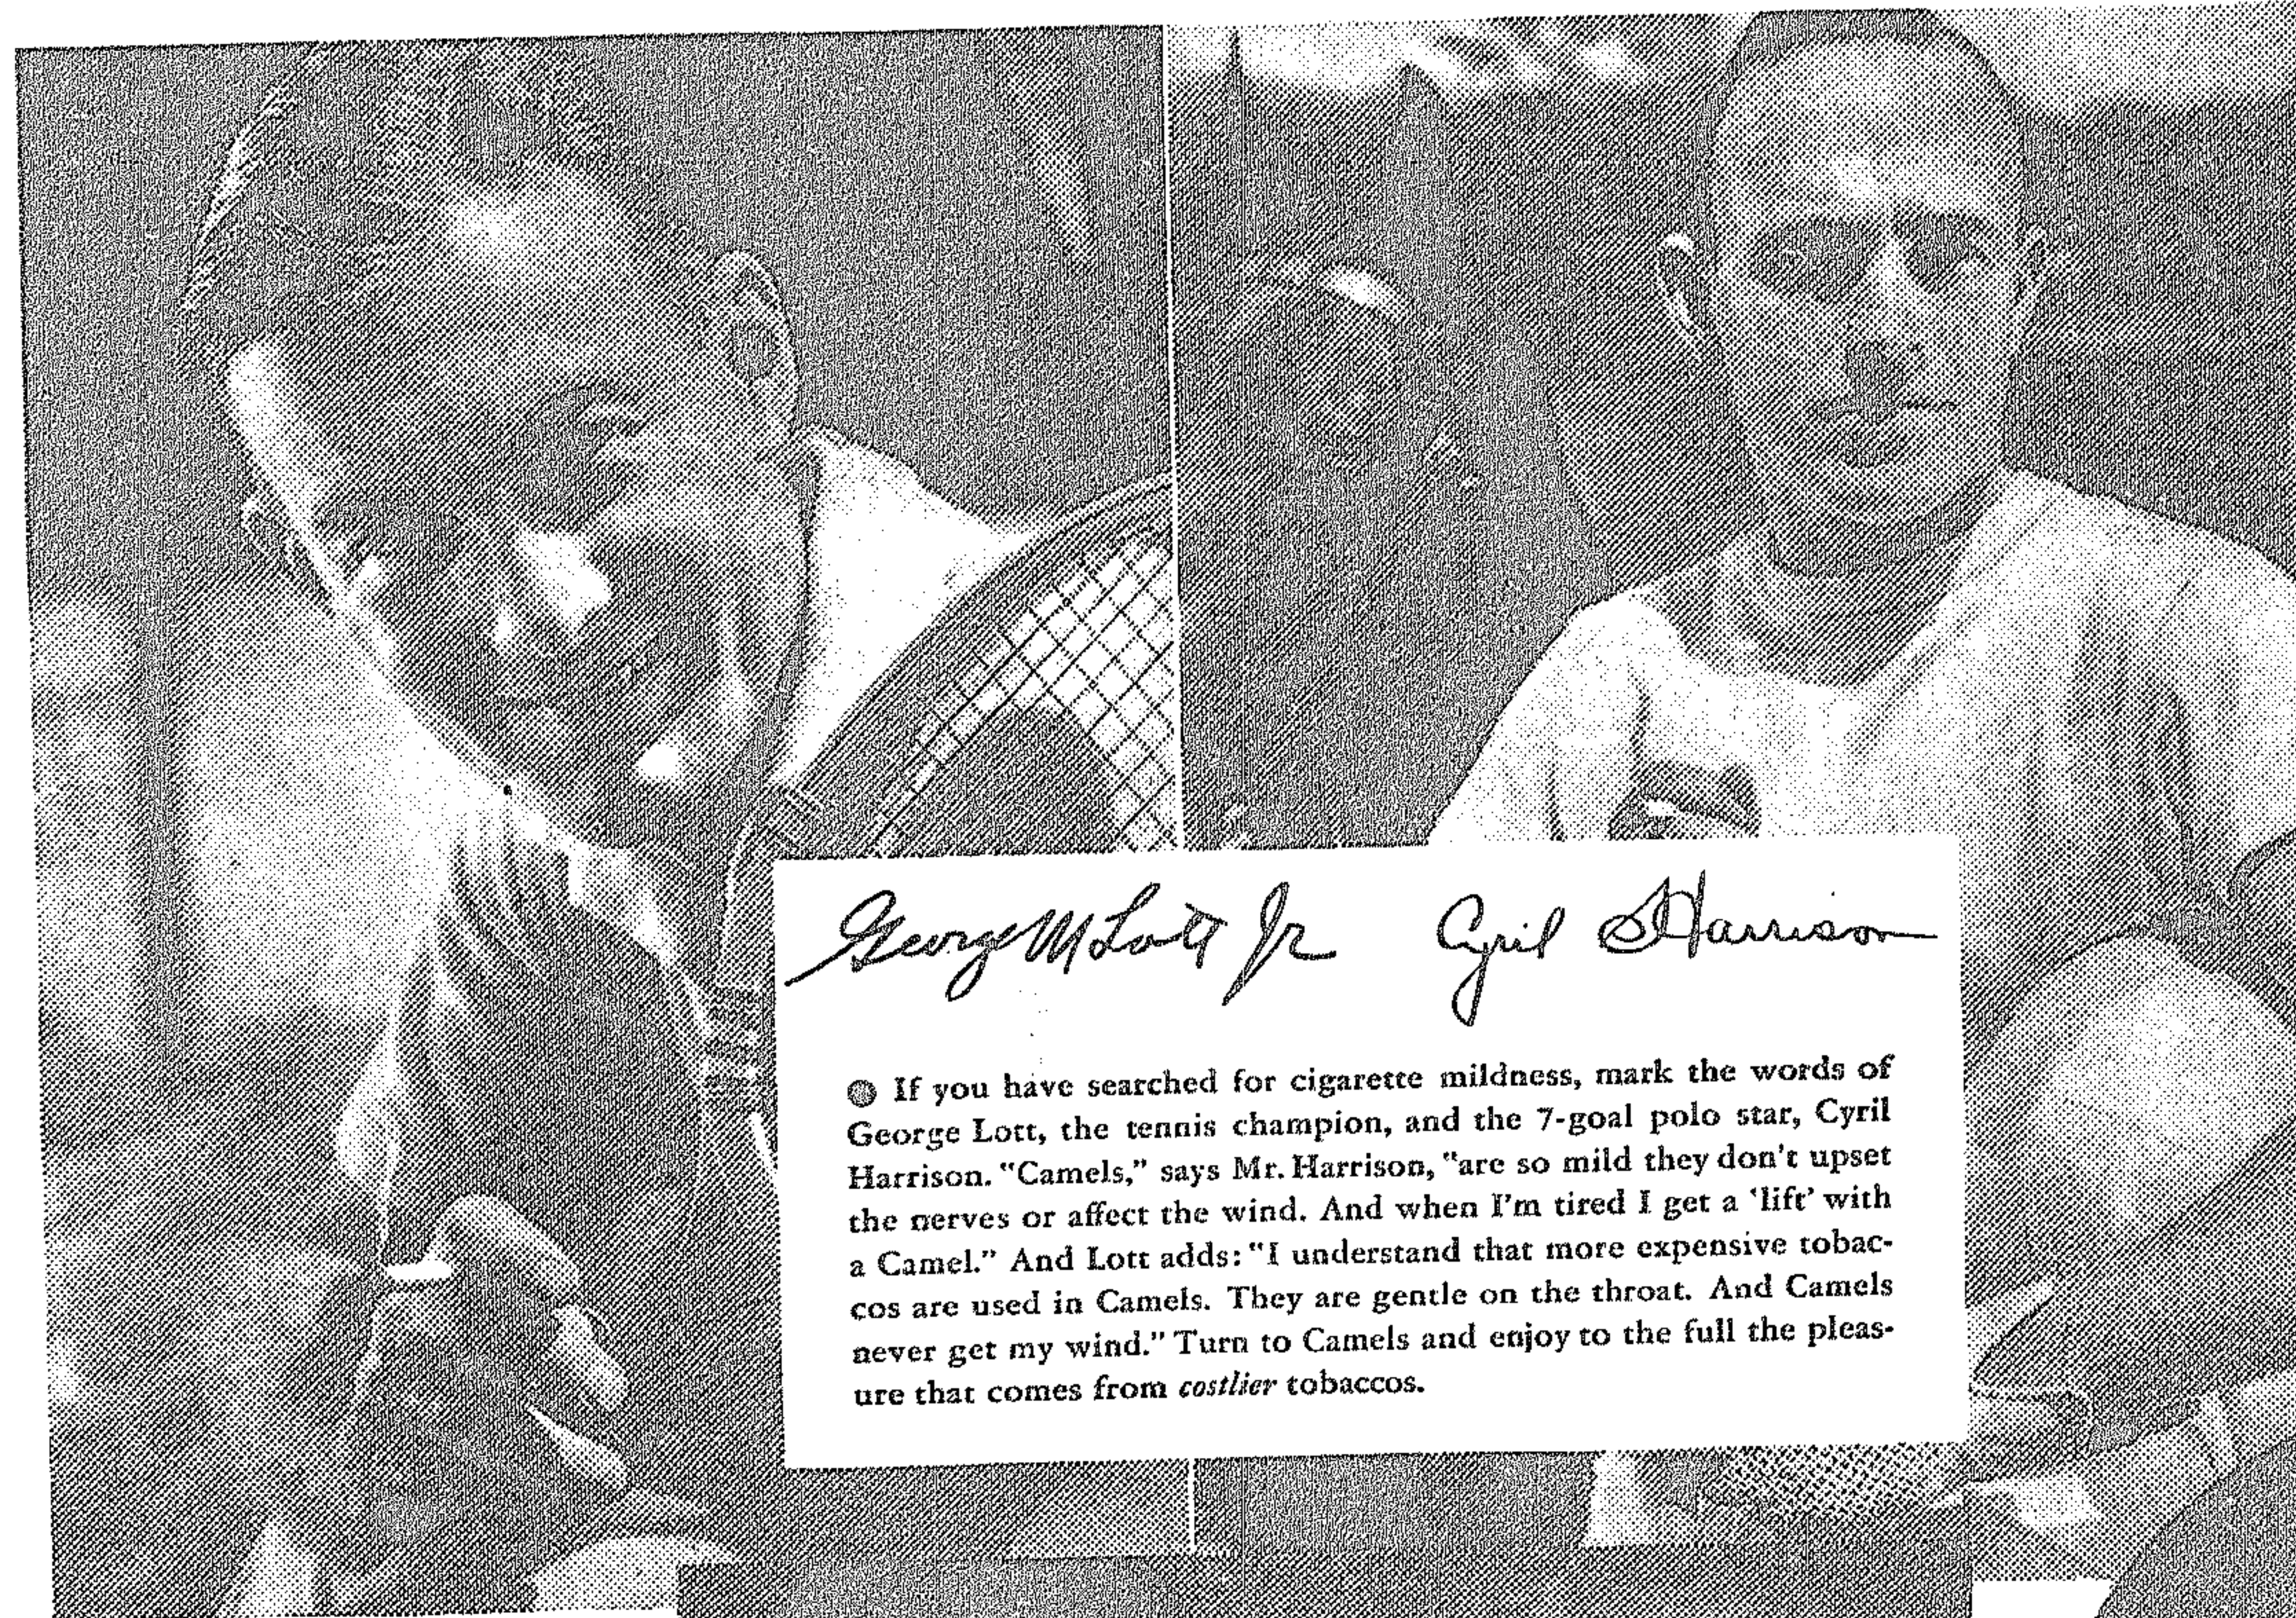 George M Lott Jr Cyril S Harrison
If you have searched for cigarette mildness, mark the words of
George Lott, the tennis champion, and the 7-goal polo star, Cyril
Harrison. "Camels," says Mr. Harrison, "are so mild they don't upset
the nerves or affect the wind. And when I'm tired I get a 'lift' with
a Camel." And Lott adds: "I understand that more expensive tobac-
cos are used in Camels. They are gentle on the throat. And Camels
never get my wind." Turn to Camels and enjoy to the full the pleas-
ure that comes from costlier tobaccos.